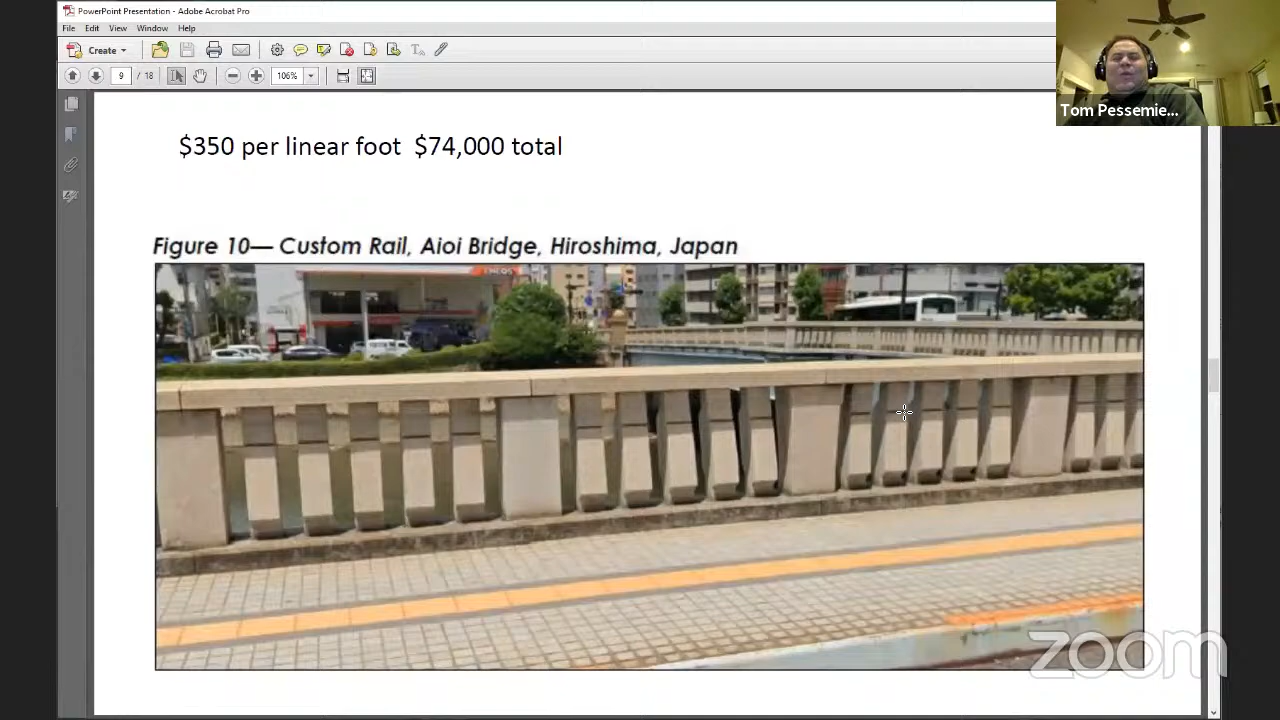 PowerPoint Presentation - Adobe Acrobat Pro
File Edit View Window Help
Create
9 / 18
106%
Tom Pessemie...
$350 per linear foot $74,000 total
Figure 10— Custom Rail, Aioi Bridge, Hiroshima, Japan
ENEOS
zoom